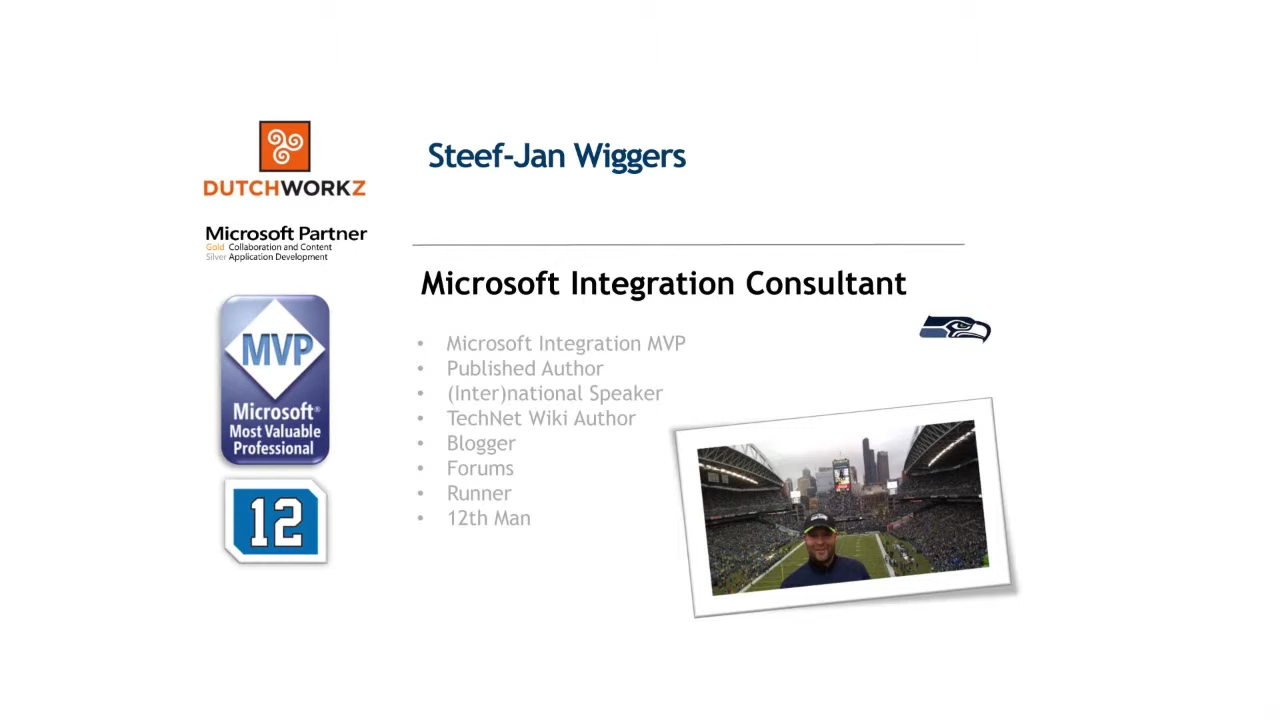 DUTCHWORKZ
Steef-Jan Wiggers
Microsoft Partner
Gold Collaboration and Content
Silver Application Development
Microsoft Integration Consultant
• Microsoft Integration MVP
• Published Author
• (Inter)national Speaker
• TechNet Wiki Author
• Blogger
• Forums
• Runner
• 12th Man
MVP
Microsoft®
Most Valuable
Professional
12